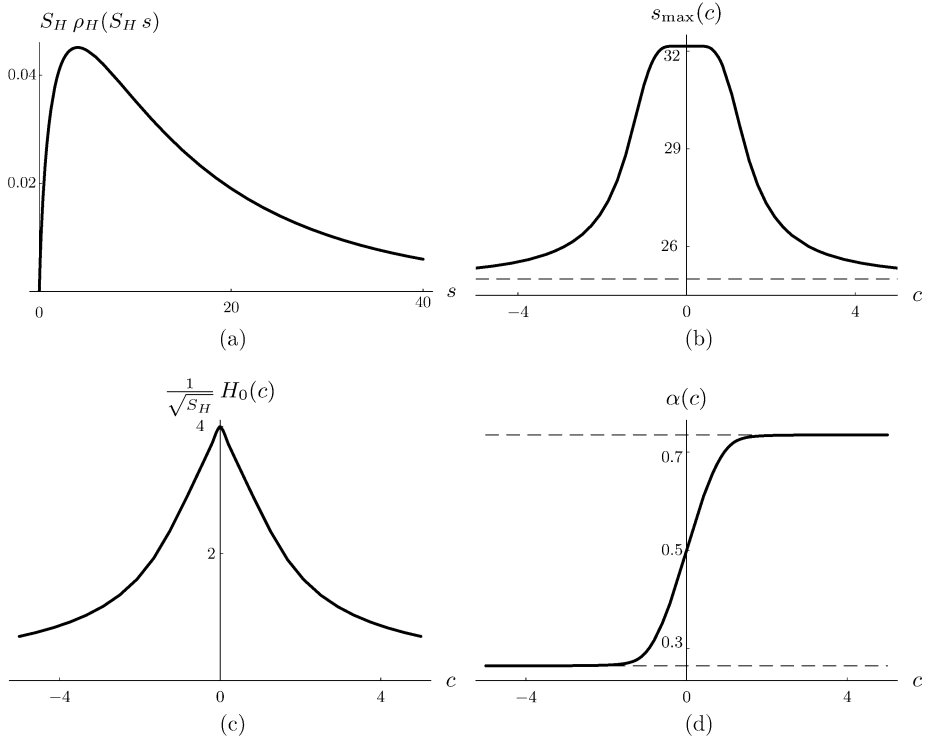 S_H ρ_H(S_H s)
0.04
0.02
0
20
40
s
(a)
s_max(c)
32
29
26
−4
0
4
c
(b)
1/√S_H H_0(c)
4
2
−4
0
4
c
(c)
α(c)
0.7
0.5
0.3
−4
0
4
c
(d)